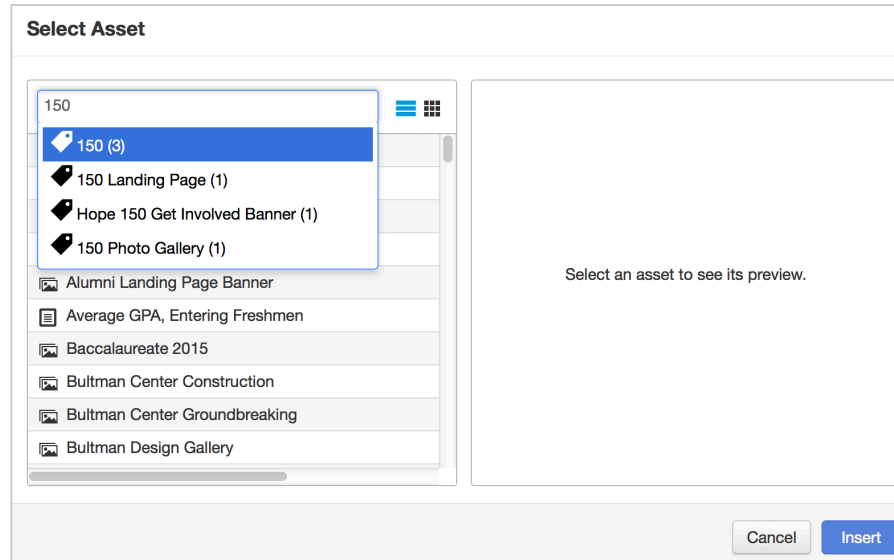 Select Asset
150
150 (3)
150 Landing Page (1)
Hope 150 Get Involved Banner (1)
150 Photo Gallery (1)
Alumni Landing Page Banner
Average GPA, Entering Freshmen
Baccalaureate 2015
Bultman Center Construction
Bultman Center Groundbreaking
Bultman Design Gallery
Select an asset to see its preview.
Cancel
Insert